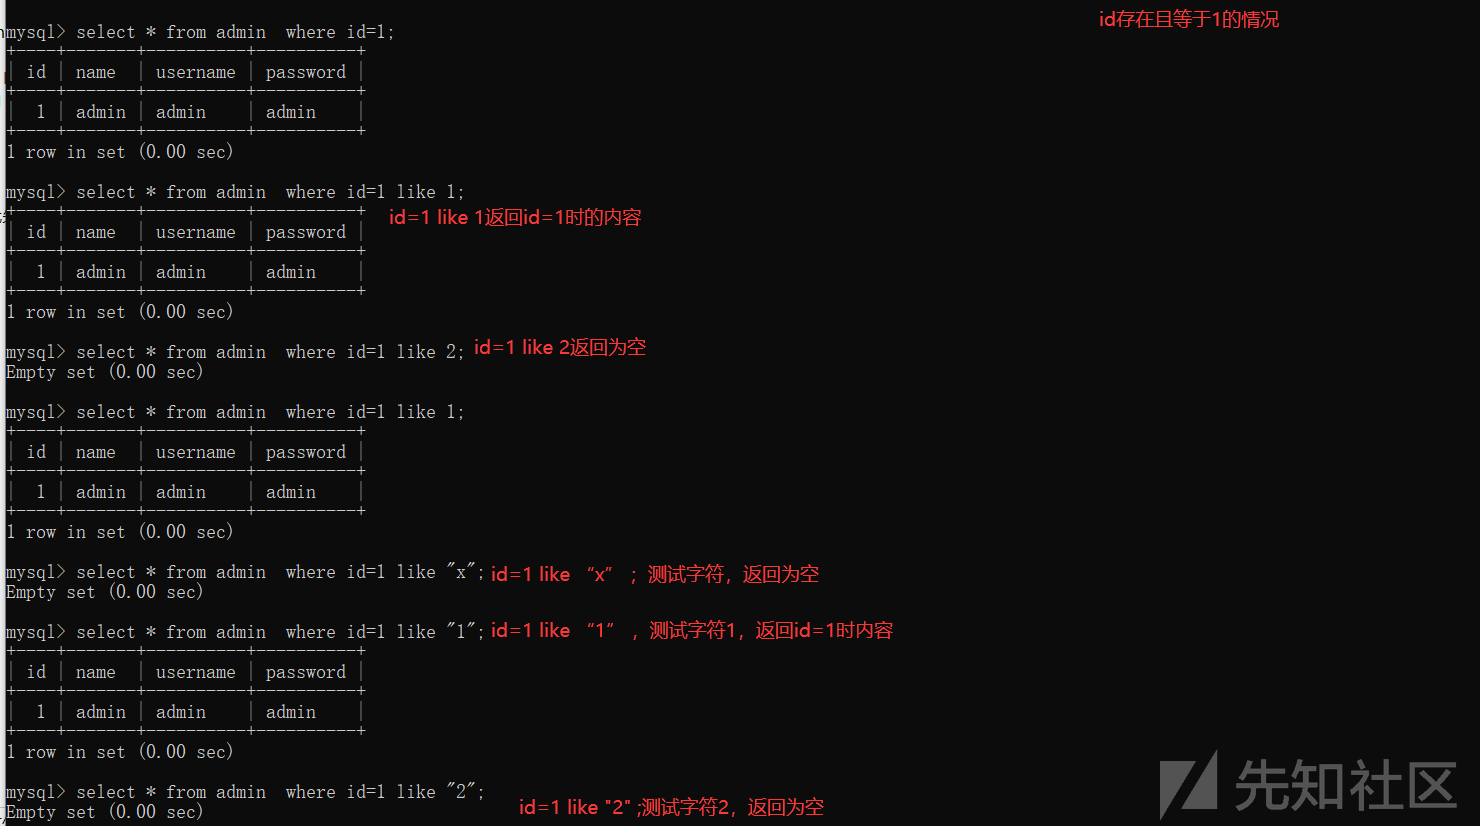 id存在且等于1的情况
mysql> select * from admin  where id=1;
+----+-------+----------+----------+
| id | name  | username | password |
+----+-------+----------+----------+
|  1 | admin | admin    | admin    |
+----+-------+----------+----------+
1 row in set (0.00 sec)
mysql> select * from admin  where id=1 like 1;
+----+-------+----------+----------+
id=1 like 1返回id=1时的内容
| id | name  | username | password |
+----+-------+----------+----------+
|  1 | admin | admin    | admin    |
+----+-------+----------+----------+
1 row in set (0.00 sec)
mysql> select * from admin  where id=1 like 2; id=1 like 2返回为空
Empty set (0.00 sec)
mysql> select * from admin  where id=1 like 1;
+----+-------+----------+----------+
| id | name  | username | password |
+----+-------+----------+----------+
|  1 | admin | admin    | admin    |
+----+-------+----------+----------+
1 row in set (0.00 sec)
mysql> select * from admin  where id=1 like "x"; id=1 like “x” ；测试字符，返回为空
Empty set (0.00 sec)
mysql> select * from admin  where id=1 like "1"; id=1 like “1” ，测试字符1，返回id=1时内容
+----+-------+----------+----------+
| id | name  | username | password |
+----+-------+----------+----------+
|  1 | admin | admin    | admin    |
+----+-------+----------+----------+
1 row in set (0.00 sec)
mysql> select * from admin  where id=1 like "2";
Empty set (0.00 sec)
id=1 like "2" ;测试字符2，返回为空
先知社区